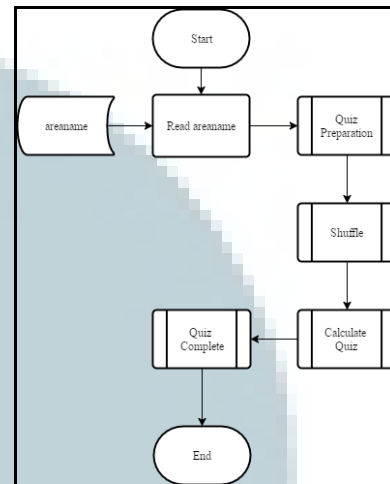 Start
areaname
Read areaname
Quiz
Preparation
Shuffle
Calculate
Quiz
Quiz
Complete
End